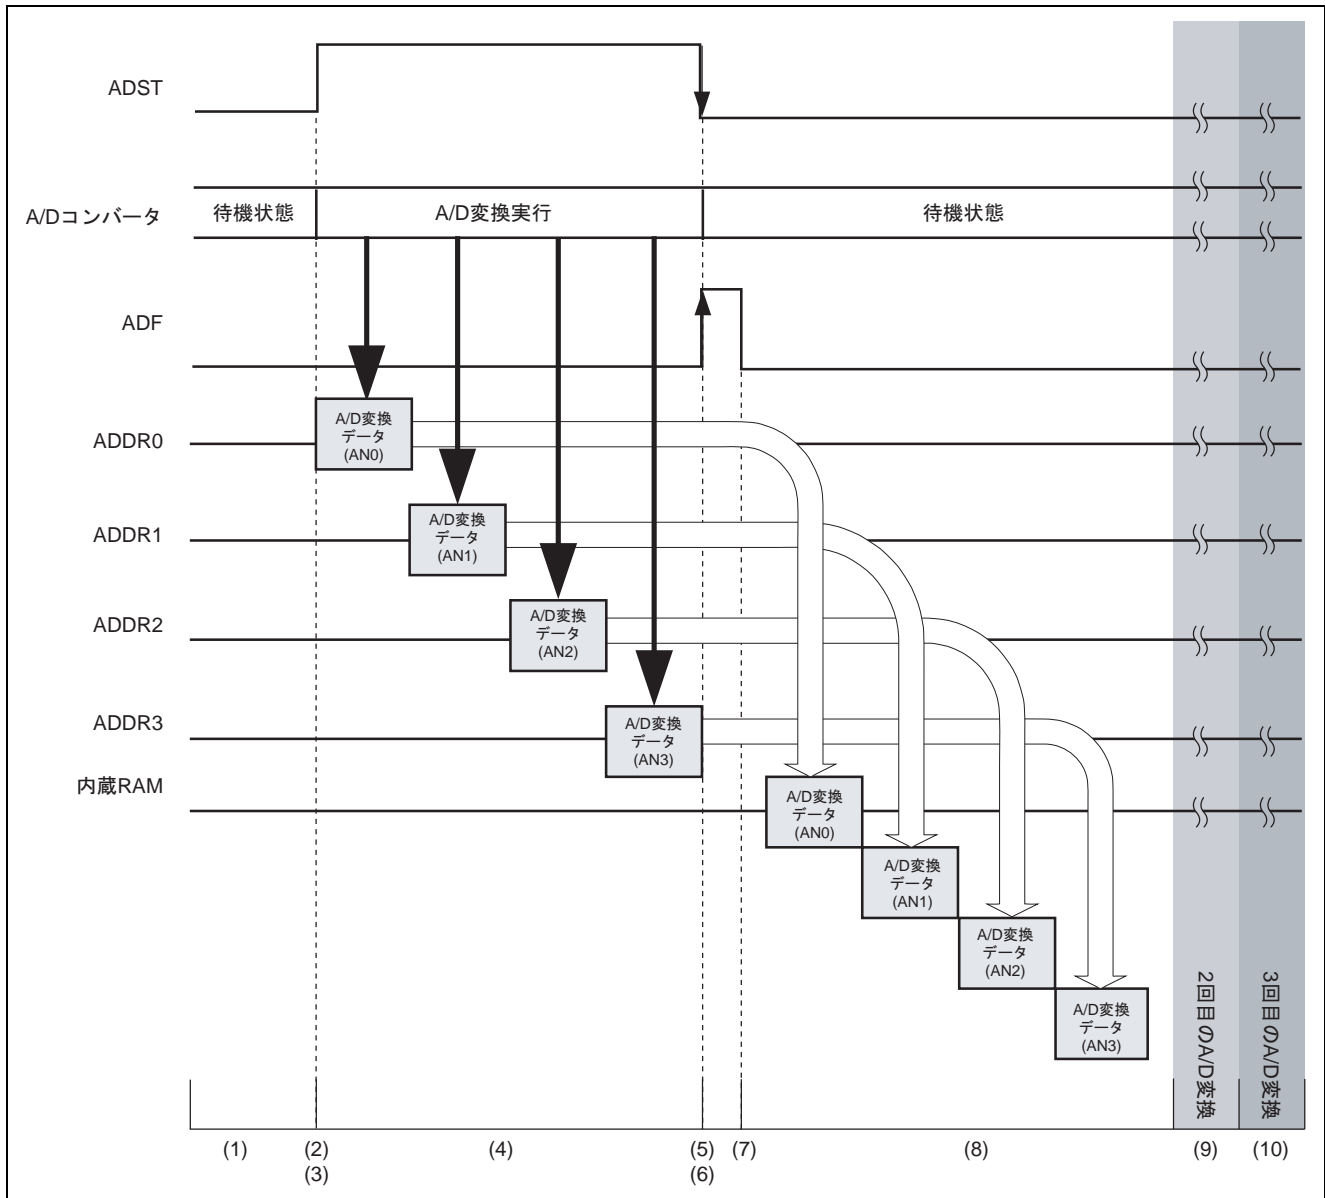 ADST
A/Dコンバータ
待機状態
A/D変換実行
待機状態
ADF
ADDR0
A/D変換
データ
(AN0)
ADDR1
A/D変換
データ
(AN1)
ADDR2
A/D変換
データ
(AN2)
ADDR3
A/D変換
データ
(AN3)
内蔵RAM
A/D変換
データ
(AN0)
A/D変換
データ
(AN1)
A/D変換
データ
(AN2)
A/D変換
データ
(AN3)
2回目のA/D変換
3回目のA/D変換
(1)
(2)
(3)
(4)
(5)
(6)
(7)
(8)
(9)
(10)